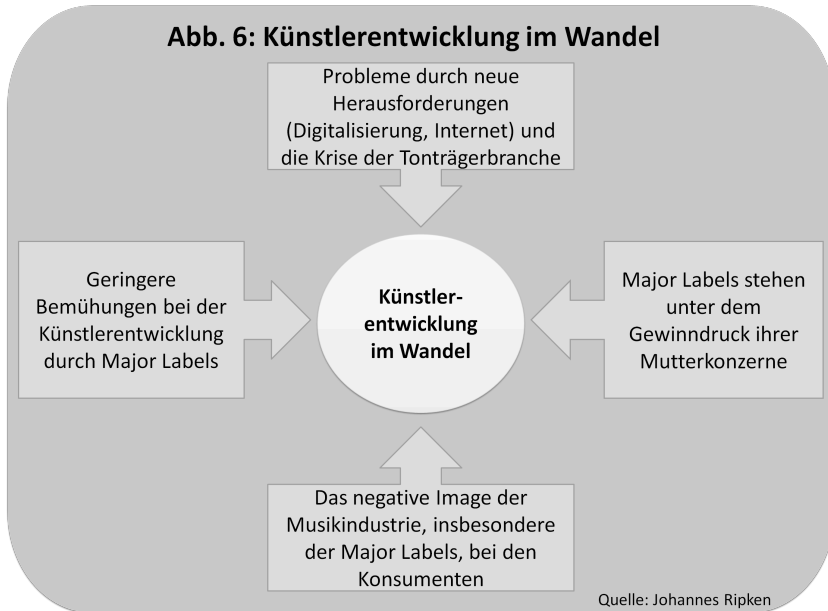 Abb. 6: Künstlerentwicklung im Wandel
Probleme durch neue
Herausforderungen
(Digitalisierung, Internet) und
die Krise der Tonträgerbranche
Geringere
Bemühungen bei der
Künstlerentwicklung
durch Major Labels
Künstler-
entwicklung
im Wandel
Major Labels stehen
unter dem
Gewinndruck ihrer
Mutterkonzerne
Das negative Image der
Musikindustrie, insbesondere
der Major Labels, bei den
Konsumenten
Quelle: Johannes Ripken